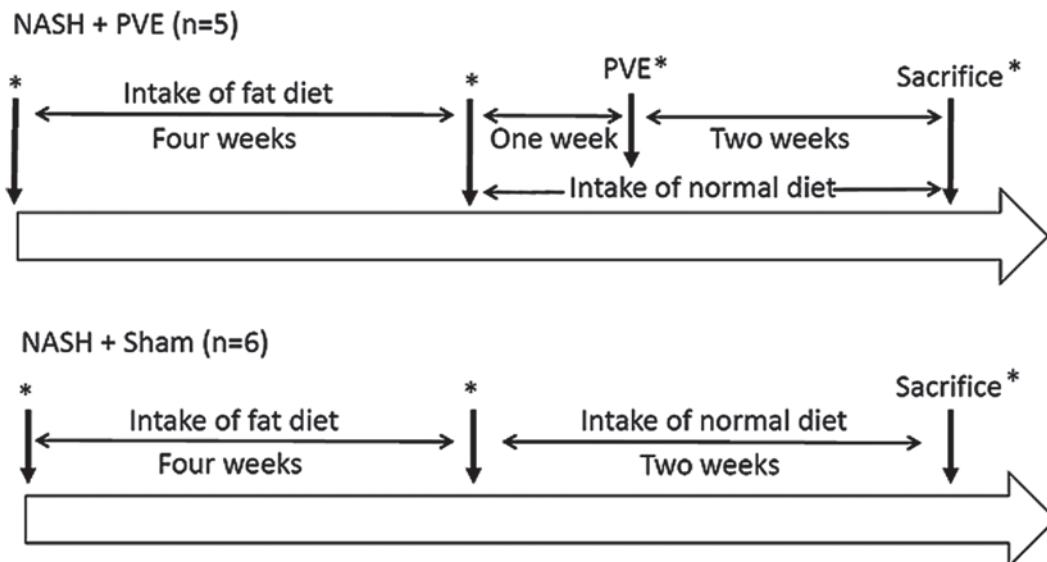 NASH + PVE (n=5)
* Intake of fat diet * PVE* Sacrifice*
Four weeks One week Two weeks
Intake of normal diet
NASH + Sham (n=6)
* * Sacrifice*
Intake of fat diet Intake of normal diet
Four weeks Two weeks